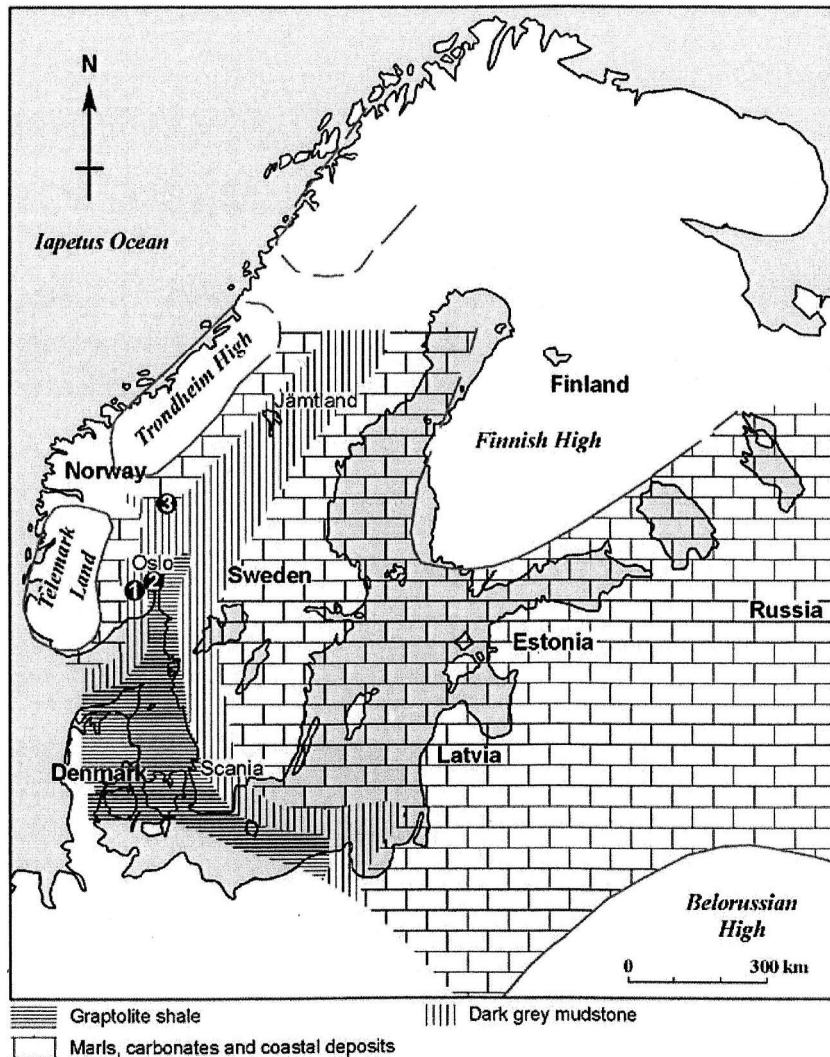 N
Iapetus Ocean
Trondheim High
Jämtland
Finland
Finnish High
Norway
3
Telemark
Land
Oslo
1
2
Sweden
Russia
Estonia
Latvia
Denmark
Scania
Belorussian
High
0 300 km
Graptolite shale
Dark grey mudstone
Marls, carbonates and coastal deposits